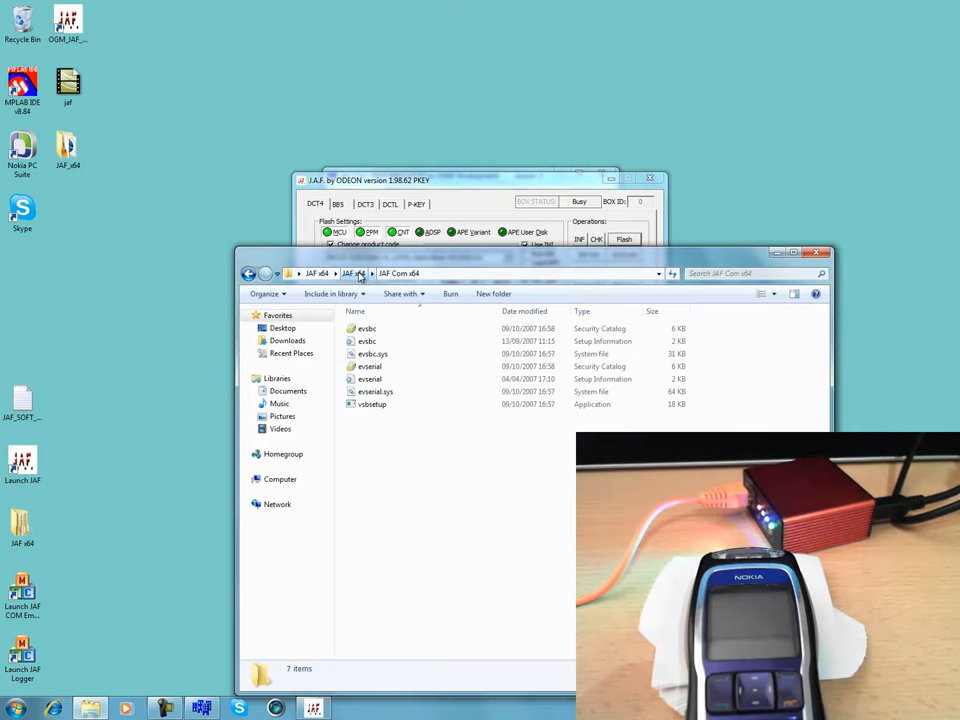 Recycle Bin
OGM_JAF_...
MPLAB IDE
v8.84
jaf
Nokia PC
Suite
JAF_x64
Skype
JAF_SOFT_...
Launch JAF
JAF x64
Launch JAF
COM Em...
Launch JAF
Logger
J.A.F. by ODEON version 1.98.62 PKEY
DCT4
BB5
DCT3
DCTL
P-KEY
BOX STATUS:
Busy
BOX ID:
0
Flash Settings:
Operations:
MCU
PPM
CNT
ADSP
APE Variant
APE User Disk
INF
CHK
Flash
Change product code
Use INI
JAF x64
JAF x64
JAF Com x64
Search JAF Com x64
Organize
Include in library
Share with
Burn
New folder
Favorites
Desktop
Downloads
Recent Places
Libraries
Documents
Music
Pictures
Videos
Homegroup
Computer
Network
Name
Date modified
Type
Size
evsbc
09/10/2007 16:58
Security Catalog
6 KB
evsbc
13/09/2007 11:15
Setup Information
2 KB
evsbc.sys
09/10/2007 16:57
System file
31 KB
evserial
09/10/2007 16:58
Security Catalog
6 KB
evserial
04/04/2007 17:10
Setup Information
2 KB
evserial.sys
09/10/2007 16:57
System file
64 KB
vsbsetup
09/10/2007 16:57
Application
18 KB
7 items
NOKIA
JAF